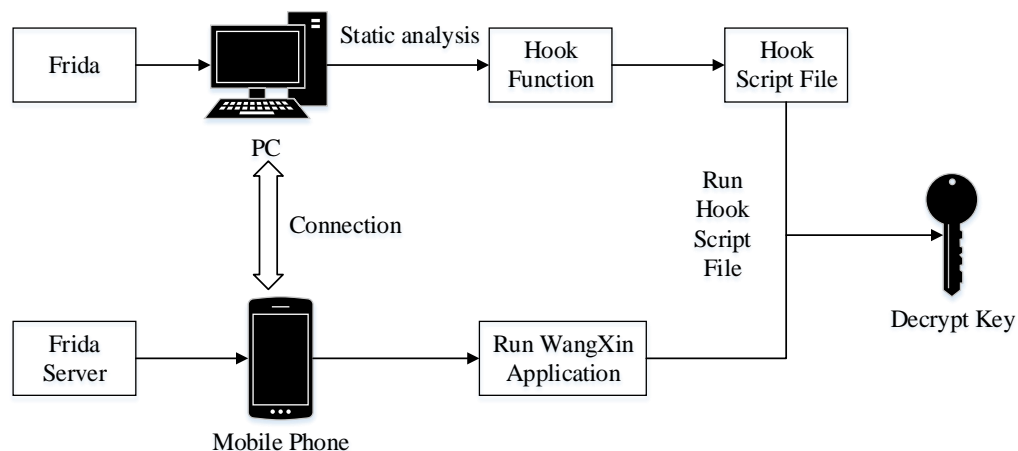 Frida
PC
Static analysis
Hook
Function
Hook
Script File
Connection
Run
Hook
Script
File
Decrypt Key
Frida
Server
Mobile Phone
Run WangXin
Application